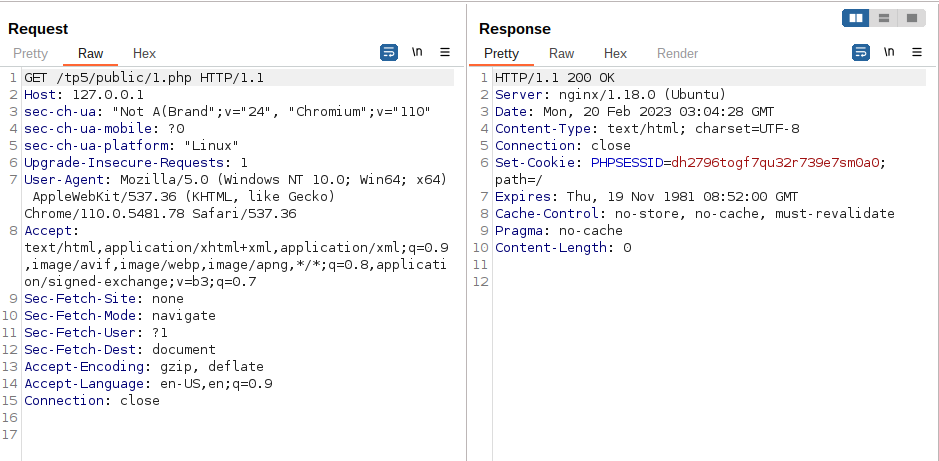 Request
Pretty Raw Hex \n
1 GET /tp5/public/1.php HTTP/1.1
2 Host: 127.0.0.1
3 sec-ch-ua: "Not A(Brand";v="24", "Chromium";v="110"
4 sec-ch-ua-mobile: ?0
5 sec-ch-ua-platform: "Linux"
6 Upgrade-Insecure-Requests: 1
7 User-Agent: Mozilla/5.0 (Windows NT 10.0; Win64; x64)
AppleWebKit/537.36 (KHTML, like Gecko)
Chrome/110.0.5481.78 Safari/537.36
8 Accept:
text/html,application/xhtml+xml,application/xml;q=0.9
,image/avif,image/webp,image/apng,*/*;q=0.8,applicati
on/signed-exchange;v=b3;q=0.7
9 Sec-Fetch-Site: none
10 Sec-Fetch-Mode: navigate
11 Sec-Fetch-User: ?1
12 Sec-Fetch-Dest: document
13 Accept-Encoding: gzip, deflate
14 Accept-Language: en-US,en;q=0.9
15 Connection: close
16
17
Response
Pretty Raw Hex Render \n
1 HTTP/1.1 200 OK
2 Server: nginx/1.18.0 (Ubuntu)
3 Date: Mon, 20 Feb 2023 03:04:28 GMT
4 Content-Type: text/html; charset=UTF-8
5 Connection: close
6 Set-Cookie: PHPSESSID=dh2796togf7qu32r739e7sm0a0;
path=/
7 Expires: Thu, 19 Nov 1981 08:52:00 GMT
8 Cache-Control: no-store, no-cache, must-revalidate
9 Pragma: no-cache
10 Content-Length: 0
11
12